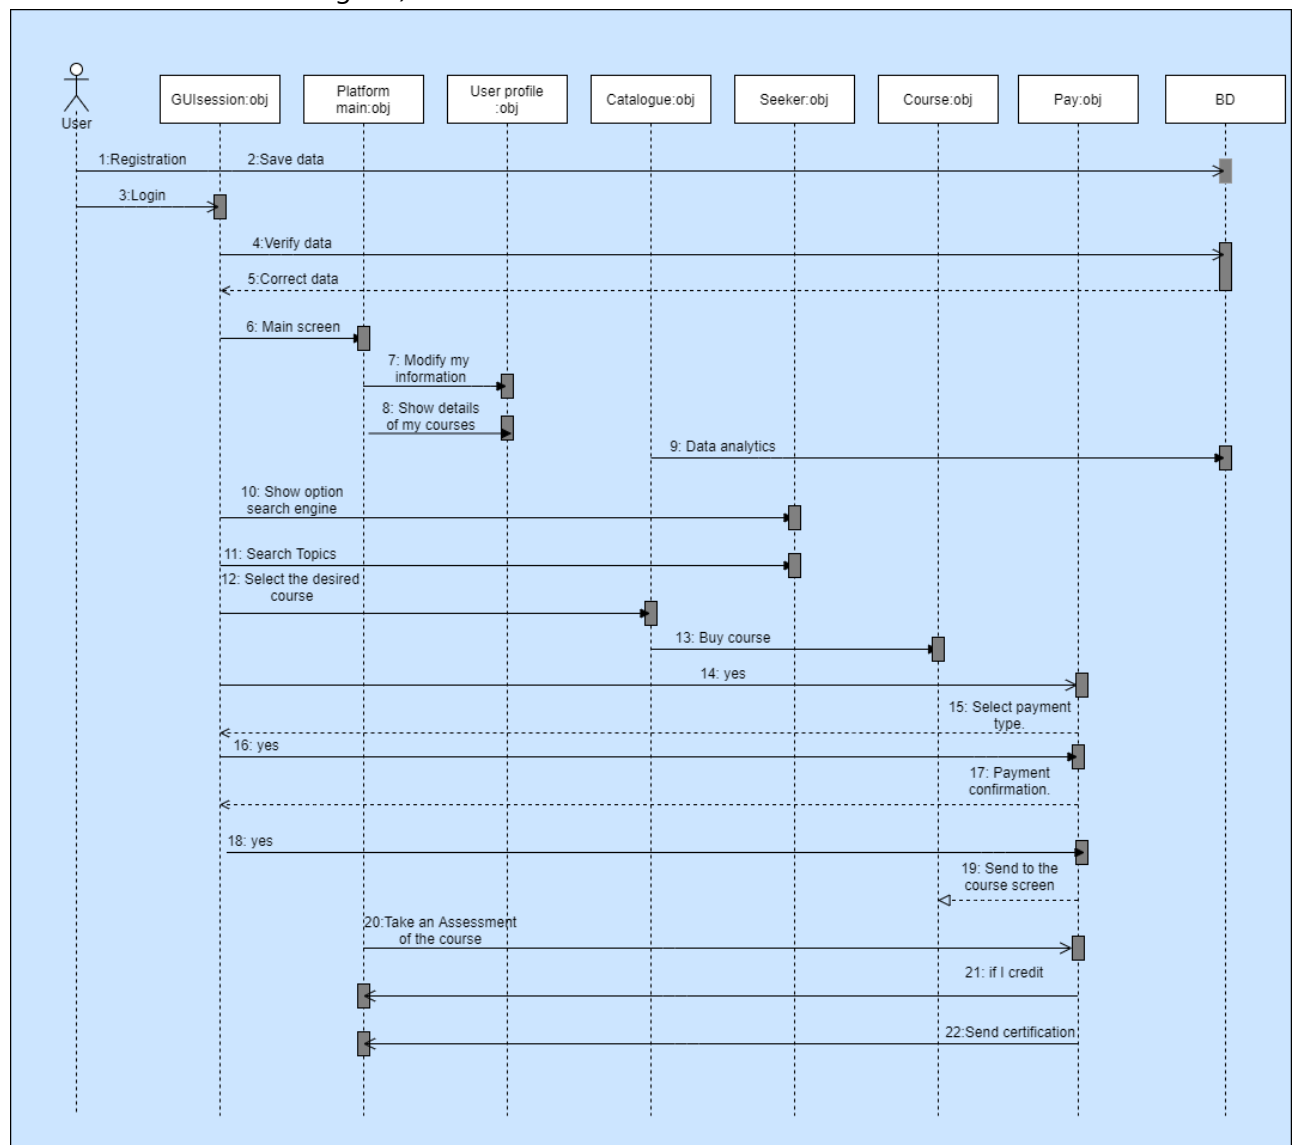 User
GUIsession:obj
Platform
main:obj
User profile
:obj
Catalogue:obj
Seeker:obj
Course:obj
Pay:obj
BD
1:Registration
2:Save data
3:Login
4:Verify data
5:Correct data
6: Main screen
7: Modify my
information
8: Show details
of my courses
9: Data analytics
10: Show option
search engine
11: Search Topics
12: Select the desired
course
13: Buy course
14: yes
15: Select payment
type.
16: yes
17: Payment
confirmation.
18: yes
19: Send to the
course screen
20:Take an Assessment
of the course
21: if I credit
22:Send certification